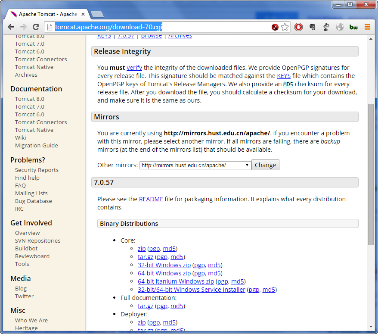 Apache Tomcat - Apache
tomcat.apache.org/download-70.cgi
Tomcat 8.0
Tomcat 7.0
Tomcat 6.0
Tomcat Connectors
Tomcat Native
Archives
Documentation
Tomcat 8.0
Tomcat 7.0
Tomcat 6.0
Tomcat Connectors
Tomcat Native
Wiki
Migration Guide
Problems?
Security Reports
Find help
FAQ
Mailing Lists
Bug Database
IRC
Get Involved
Overview
SVN Repositories
Buildbot
Reviewboard
Tools
Media
Blog
Twitter
Misc
Who We Are
Heritage
KEYS | 7.0.57 | Browse | Archives
Release Integrity
You must verify the integrity of the downloaded files. We provide OpenPGP signatures for
every release file. This signature should be matched against the KEYS file which contains the
OpenPGP keys of Tomcat's Release Managers. We also provide an MD5 checksum for every
release file. After you download the file, you should calculate a checksum for your download,
and make sure it is the same as ours.
Mirrors
You are currently using http://mirrors.hust.edu.cn/apache/. If you encounter a problem
with this mirror, please select another mirror. If all mirrors are failing, there are backup
mirrors (at the end of the mirrors list) that should be available.
Other mirrors: http://mirrors.hust.edu.cn/apache/ Change
7.0.57
Please see the README file for packaging information. It explains what every distribution
contains.
Binary Distributions
Core:
zip (pgp, md5)
tar.gz (pgp, md5)
32-bit Windows zip (pgp, md5)
64-bit Windows zip (pgp, md5)
64-bit Itanium Windows zip (pgp, md5)
32-bit/64-bit Windows Service Installer (pgp, md5)
Full documentation:
tar.gz (pgp, md5)
Deployer:
zip (pgp, md5)
tar.gz (pgp, md5)